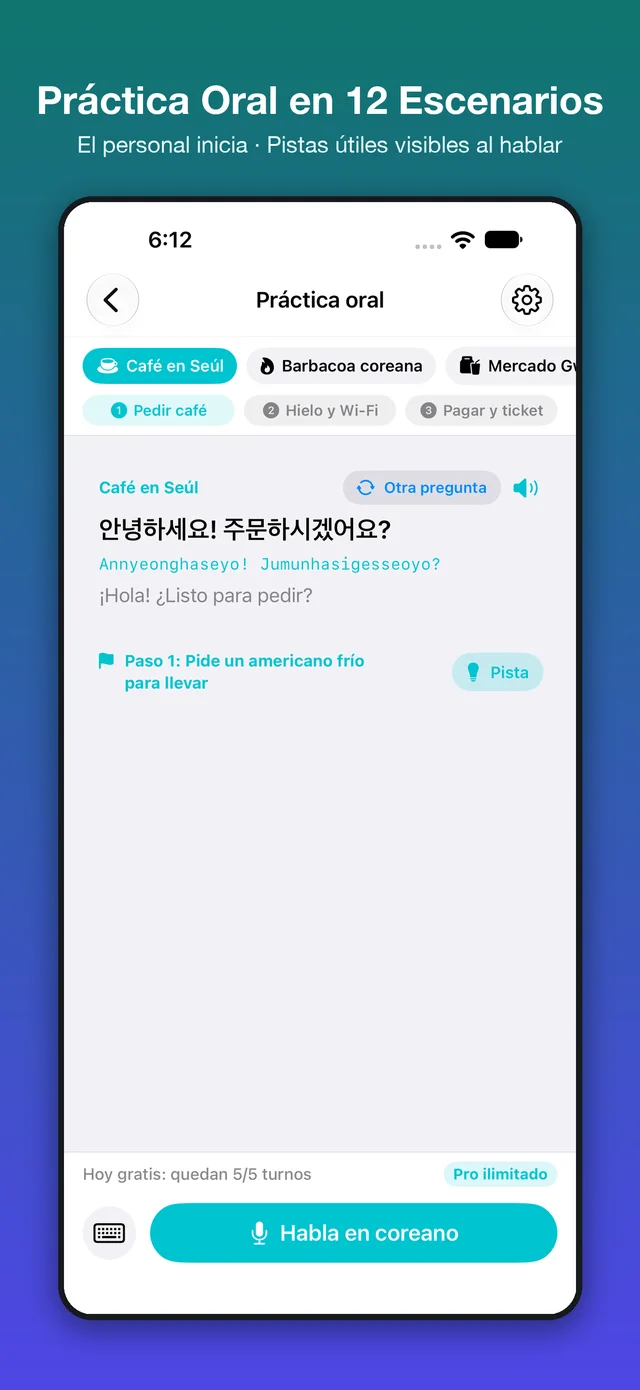 Práctica Oral en 12 Escenarios
El personal inicia · Pistas útiles visibles al hablar
6:12
Práctica oral
Café en Seúl
Barbacoa coreana
Mercado Gw
1 Pedir café
2 Hielo y Wi-Fi
3 Pagar y ticket
Café en Seúl
Otra pregunta
안녕하세요! 주문하시겠어요?
Annyeonghaseyo! Jumunhasigesseoyo?
¡Hola! ¿Listo para pedir?
Paso 1: Pide un americano frío
para llevar
Pista
Hoy gratis: quedan 5/5 turnos
Pro ilimitado
Habla en coreano